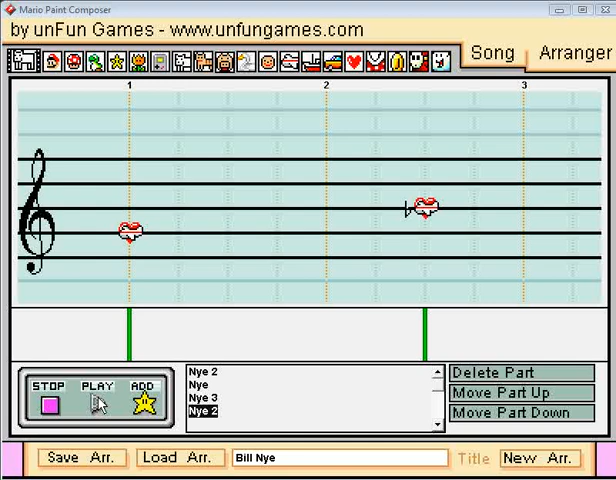 Mario Paint Composer
by unFun Games - www.unfungames.com
Song
Arranger
1 2 3
STOP PLAY ADD
Nye 2
Nye
Nye 3
Nye 2
Delete Part
Move Part Up
Move Part Down
Save Arr. Load Arr. Bill Nye Title New Arr.